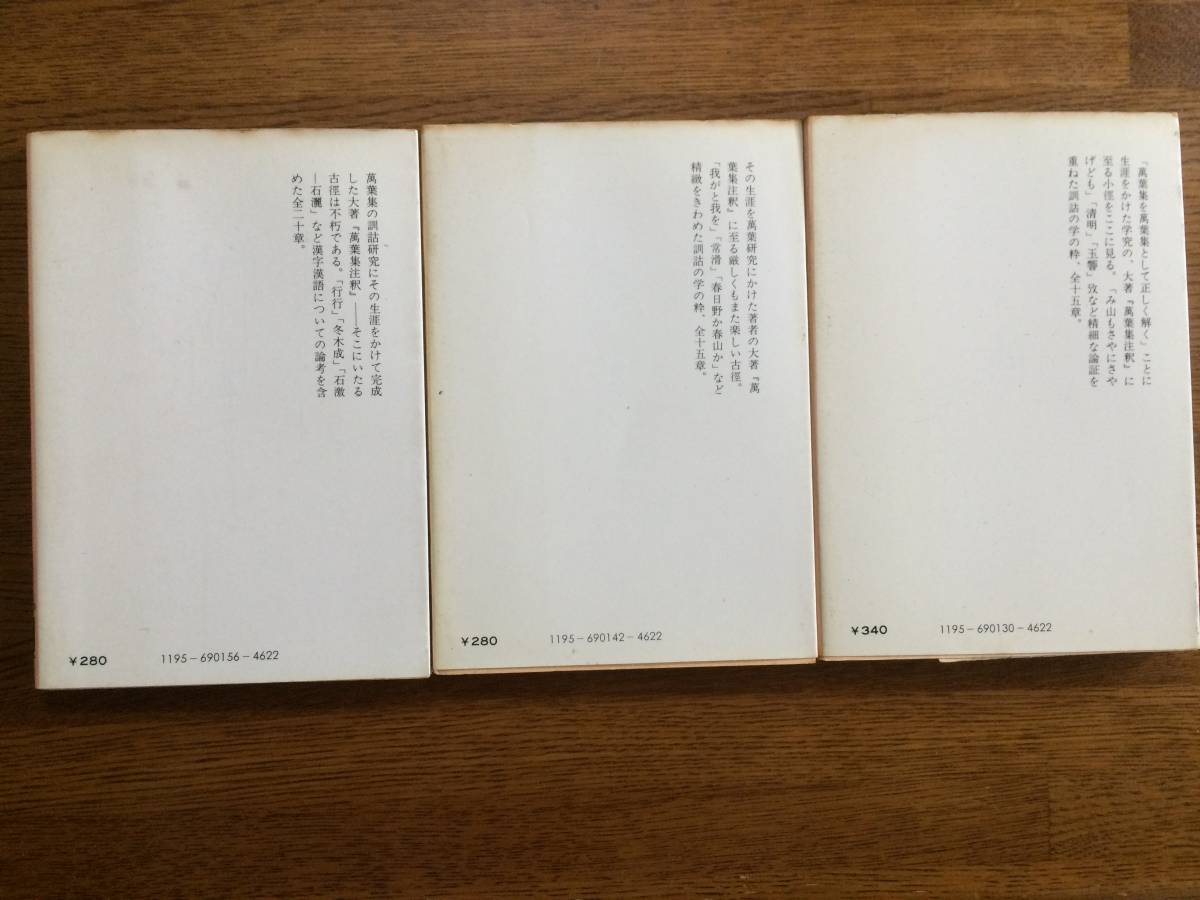 萬葉集の訓詁研究にその生涯をかけて完成
した大著『萬葉集注釈』――そこにいたる
古徑は不朽である。「行行」「冬木成」「石激
―石灑」など漢字漢語についての論考を含
めた全二十章。
￥280
1195－690156－4622
その生涯を萬葉研究にかけた著者の大著『萬
葉集注釈』に至る厳しくもまた楽しい古徑。
「我がと我を」「常滑」「春日野か春山か」など
精緻をきわめた訓詁の学の粋、全十五章。
￥280
1195－690142－4622
「萬葉集を萬葉集として正しく解く」ことに
生涯をかけた学究の、大著『萬葉集注釈』に
至る小徑をここに見る。「み山もさやにさや
げども」「清明」「玉響」攷など精細な論証を
重ねた訓詁の学の粋、全十五章。
￥340
1195－690130－4622